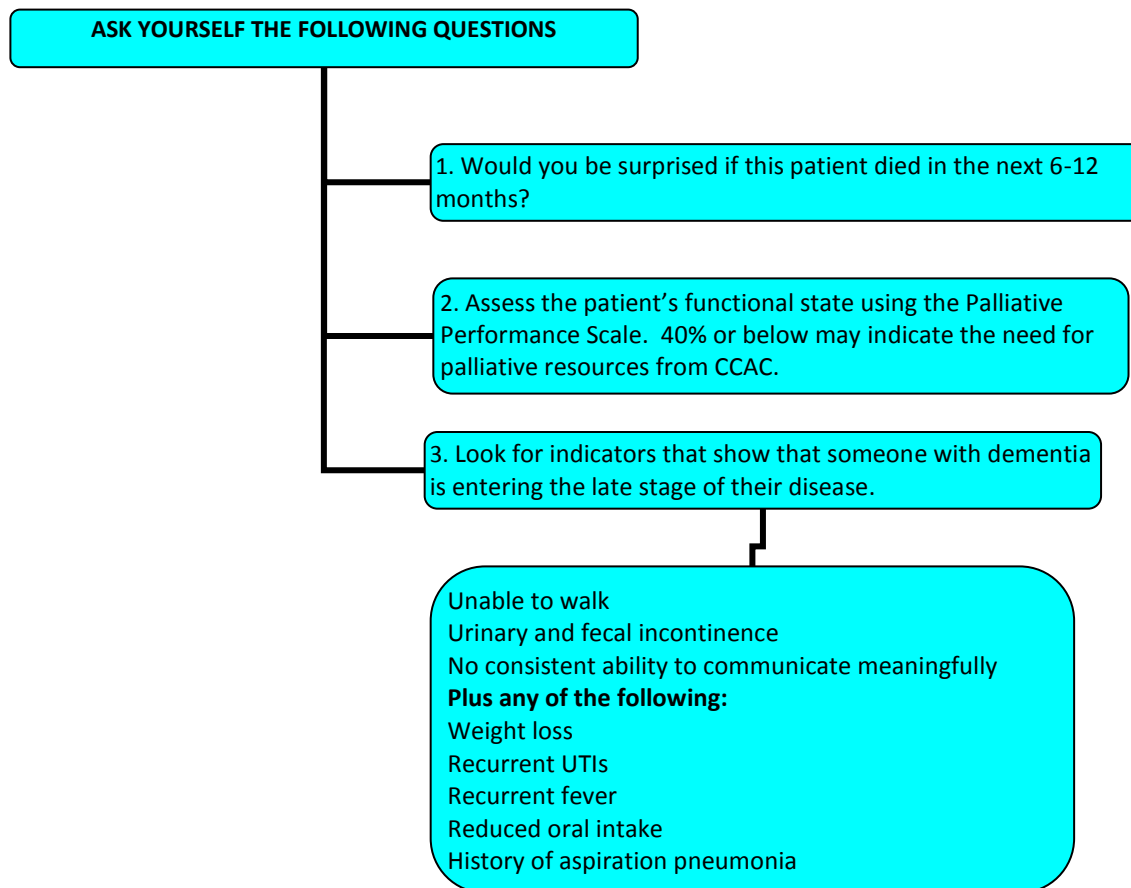 ASK YOURSELF THE FOLLOWING QUESTIONS
1. Would you be surprised if this patient died in the next 6-12
months?
2. Assess the patient’s functional state using the Palliative
Performance Scale.  40% or below may indicate the need for
palliative resources from CCAC.
3. Look for indicators that show that someone with dementia
is entering the late stage of their disease.
Unable to walk
Urinary and fecal incontinence
No consistent ability to communicate meaningfully
Plus any of the following:
Weight loss
Recurrent UTIs
Recurrent fever
Reduced oral intake
History of aspiration pneumonia